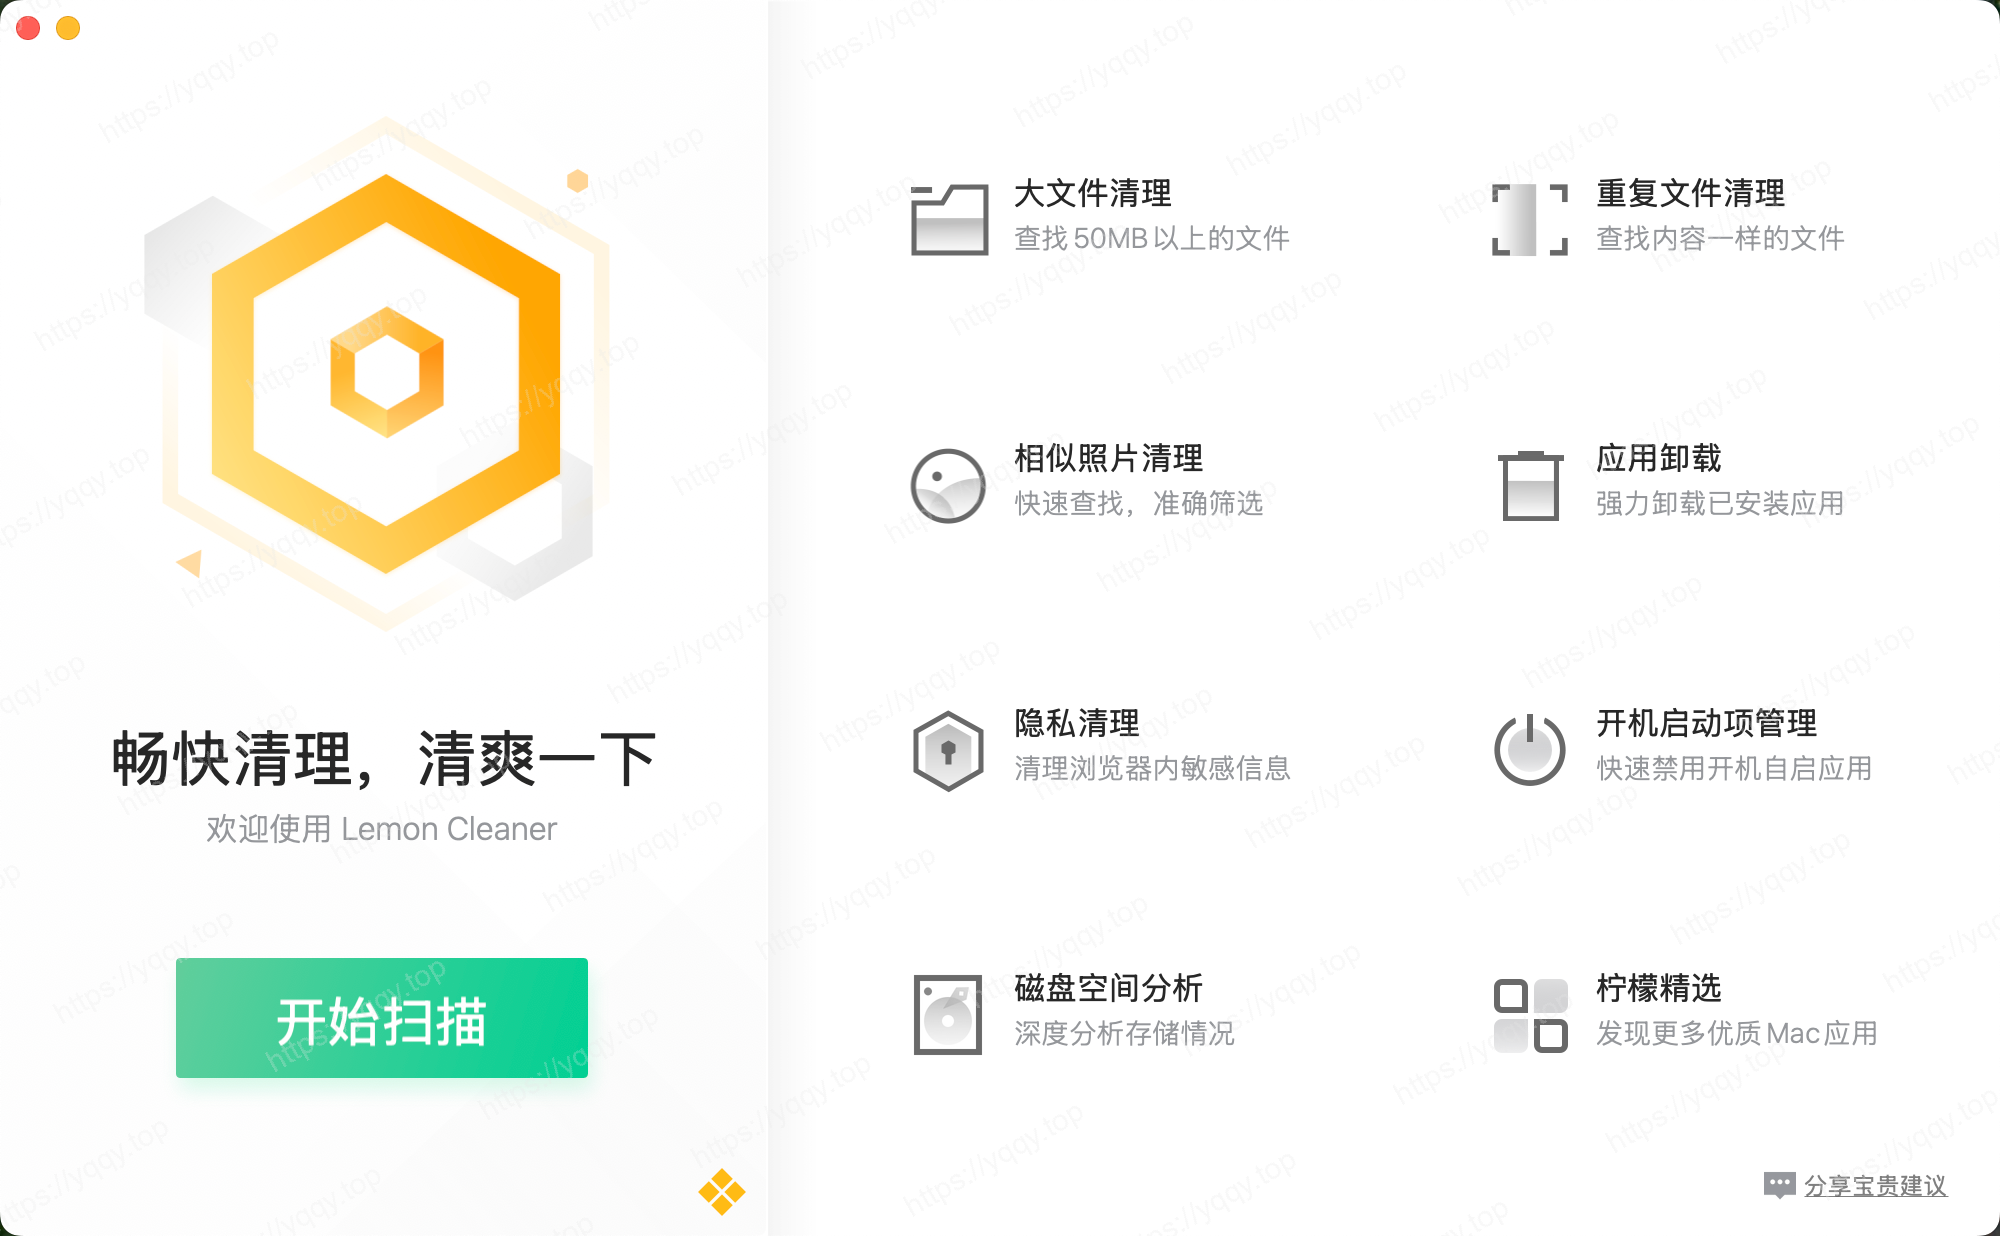 畅快清理，清爽一下
欢迎使用 Lemon Cleaner
开始扫描
大文件清理
查找 50MB 以上的文件
重复文件清理
查找内容一样的文件
相似照片清理
快速查找，准确筛选
应用卸载
强力卸载已安装应用
隐私清理
清理浏览器内敏感信息
开机启动项管理
快速禁用开机自启应用
磁盘空间分析
深度分析存储情况
柠檬精选
发现更多优质 Mac 应用
分享宝贵建议
https://yqqy.top